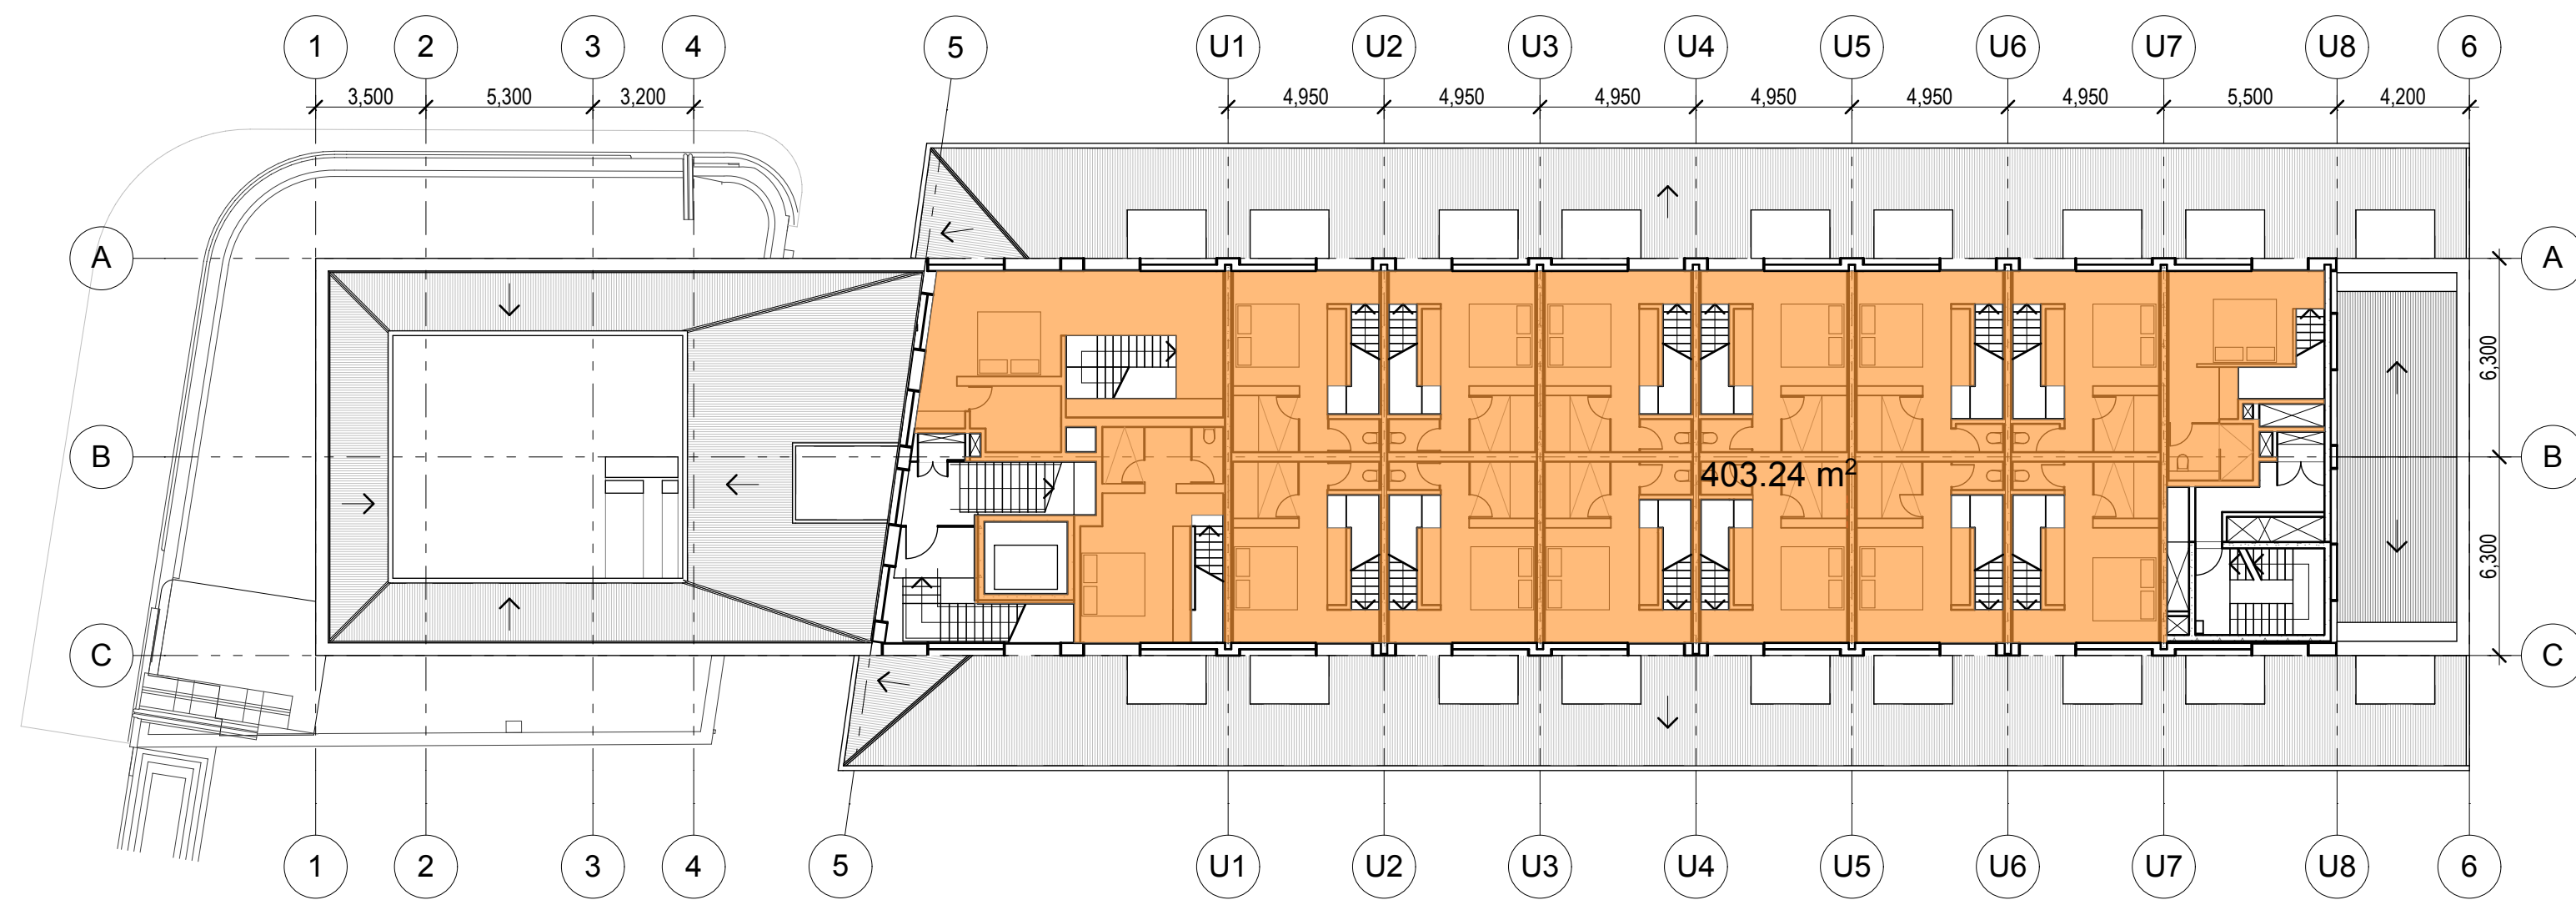 1 2 3 4 5 U1 U2 U3 U4 U5 U6 U7 U8 6
3,500 5,300 3,200 4,950 4,950 4,950 4,950 4,950 4,950 5,500 4,200
A A
6,300
B B
403.24 m²
6,300
C C
1 2 3 4 5 U1 U2 U3 U4 U5 U6 U7 U8 6